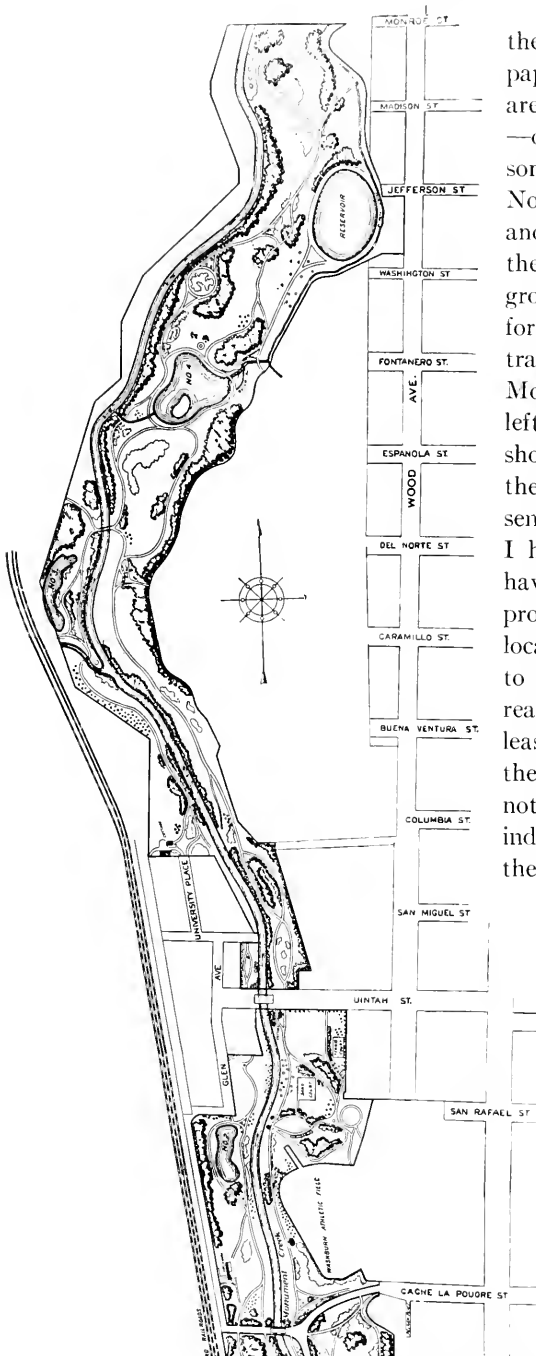 MONROE ST
MADISON ST
JEFFERSON ST
RESERVOIR
WASHINGTON ST
FONTANERO ST.
NO 4
WOOD AVE.
ESPANOLA ST.
DEL NORTE ST
CARAMILLO ST.
BUENA VENTURA ST.
COLUMBIA ST.
UNIVERSITY PLACE
SAN MIGUEL ST
GLEN AVE
UINTAH ST.
SAN RAFAEL ST
WASHBURN ATHLETIC FIELD
Monument Creek
CACHE LA POUDRE ST
RAILROADS
the
pap
are
—o
son
No
and
the
gro
for
tra
Mo
left
sho
the
sen
I h
hav
pro
loca
to
rea
leas
the
not
ind
the